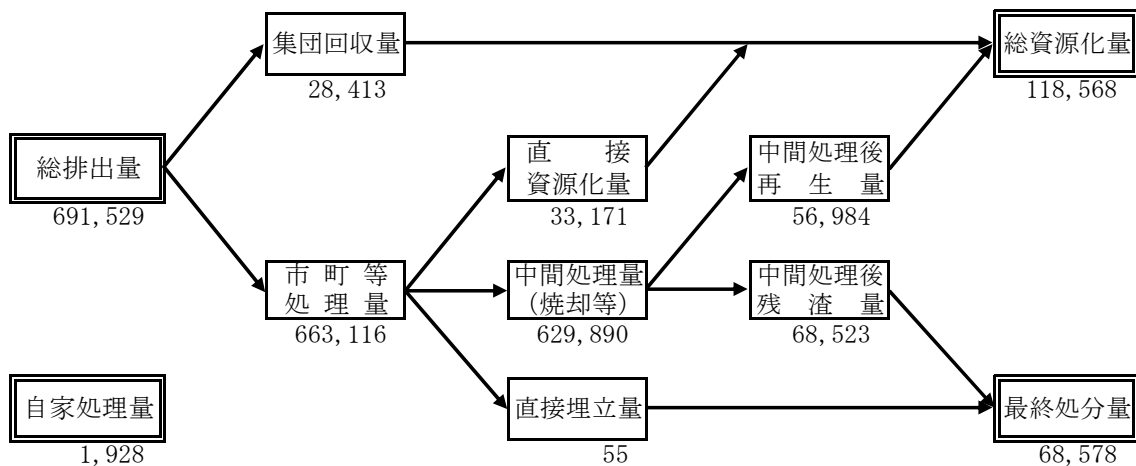 集団回収量
28,413
総資源化量
118,568
総排出量
691,529
直 接
資源化量
33,171
中間処理後
再 生 量
56,984
市 町 等
処 理 量
663,116
中間処理量
(焼却等)
629,890
中間処理後
残 渣 量
68,523
自家処理量
1,928
直接埋立量
55
最終処分量
68,578